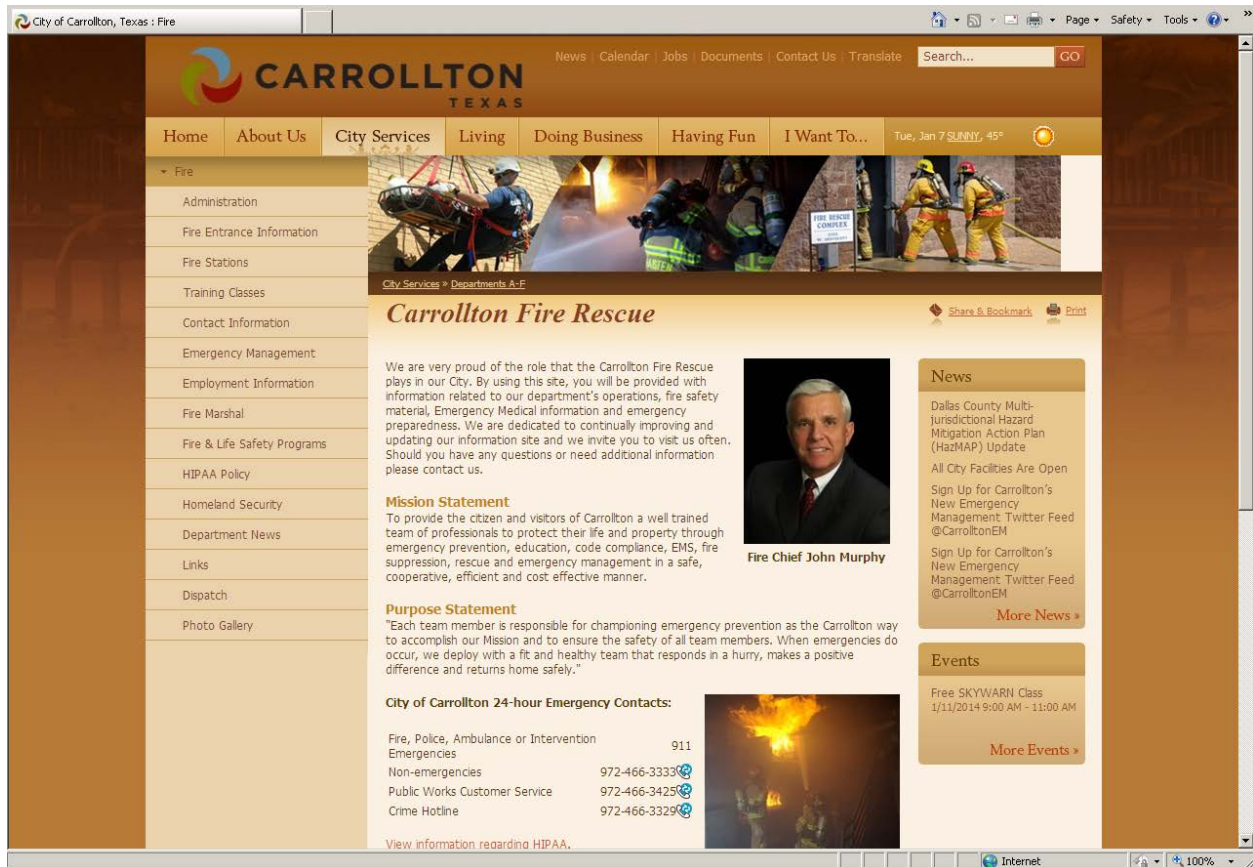 City of Carrollton, Texas : Fire
Page
Safety
Tools
»
CARROLLTON
TEXAS
News | Calendar | Jobs | Documents | Contact Us | Translate
Search...
GO
Home
About Us
City Services
Living
Doing Business
Having Fun
I Want To...
Tue, Jan 7 SUNNY, 45°
Fire
Administration
Fire Entrance Information
Fire Stations
Training Classes
Contact Information
Emergency Management
Employment Information
Fire Marshal
Fire & Life Safety Programs
HIPAA Policy
Homeland Security
Department News
Links
Dispatch
Photo Gallery
FIRE RESCUE
COMPLEX
City Services » Departments A-F
Carrollton Fire Rescue
Share & Bookmark
Print
We are very proud of the role that the Carrollton Fire Rescue
plays in our City. By using this site, you will be provided with
information related to our department's operations, fire safety
material, Emergency Medical information and emergency
preparedness. We are dedicated to continually improving and
updating our information site and we invite you to visit us often.
Should you have any questions or need additional information
please contact us.
Mission Statement
To provide the citizen and visitors of Carrollton a well trained
team of professionals to protect their life and property through
emergency prevention, education, code compliance, EMS, fire
suppression, rescue and emergency management in a safe,
cooperative, efficient and cost effective manner.
Fire Chief John Murphy
Purpose Statement
"Each team member is responsible for championing emergency prevention as the Carrollton way
to accomplish our Mission and to ensure the safety of all team members. When emergencies do
occur, we deploy with a fit and healthy team that responds in a hurry, makes a positive
difference and returns home safely."
City of Carrollton 24-hour Emergency Contacts:
Fire, Police, Ambulance or Intervention
Emergencies
911
Non-emergencies 972-466-3333
Public Works Customer Service 972-466-3425
Crime Hotline 972-466-3329
View information regarding HIPAA.
News
Dallas County Multi-
jurisdictional Hazard
Mitigation Action Plan
(HazMAP) Update
All City Facilities Are Open
Sign Up for Carrollton's
New Emergency
Management Twitter Feed
@CarrolltonEM
Sign Up for Carrollton's
New Emergency
Management Twitter Feed
@CarrolltonEM
More News »
Events
Free SKYWARN Class
1/11/2014 9:00 AM - 11:00 AM
More Events »
Internet
100%